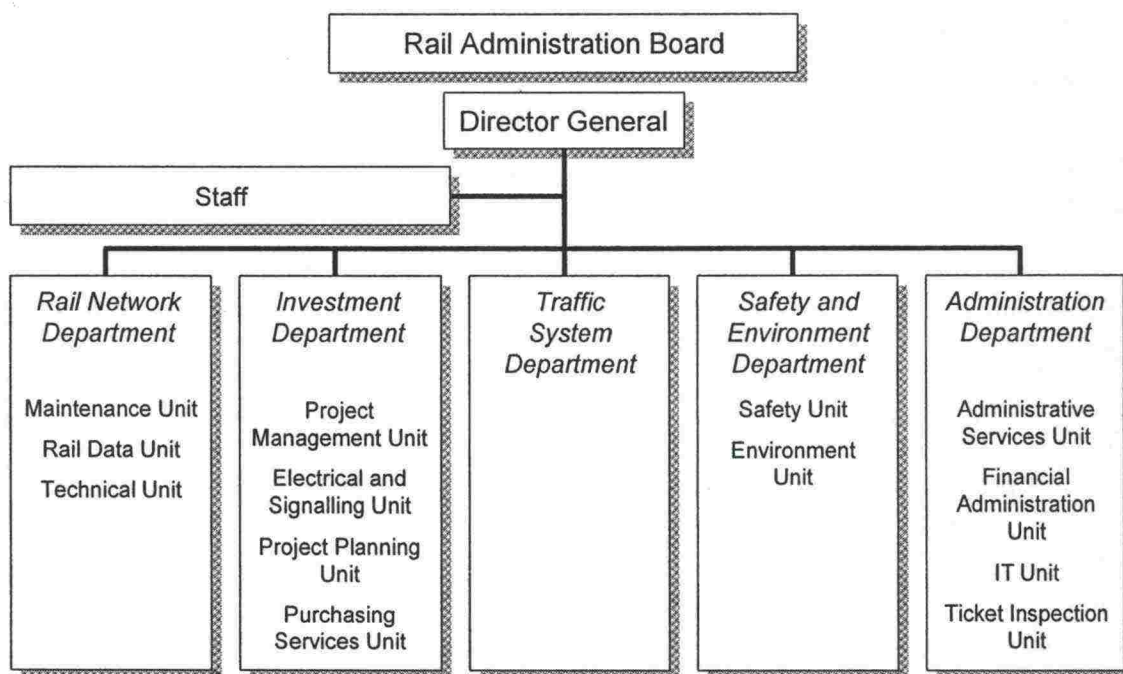 Rail Administration Board
Director General
Staff
Rail Network
Department
Maintenance Unit
Rail Data Unit
Technical Unit
Investment
Department
Project
Management Unit
Electrical and
Signalling Unit
Project Planning
Unit
Purchasing
Services Unit
Traffic
System
Department
Safety and
Environment
Department
Safety Unit
Environment
Unit
Administration
Department
Administrative
Services Unit
Financial
Administration
Unit
IT Unit
Ticket Inspection
Unit